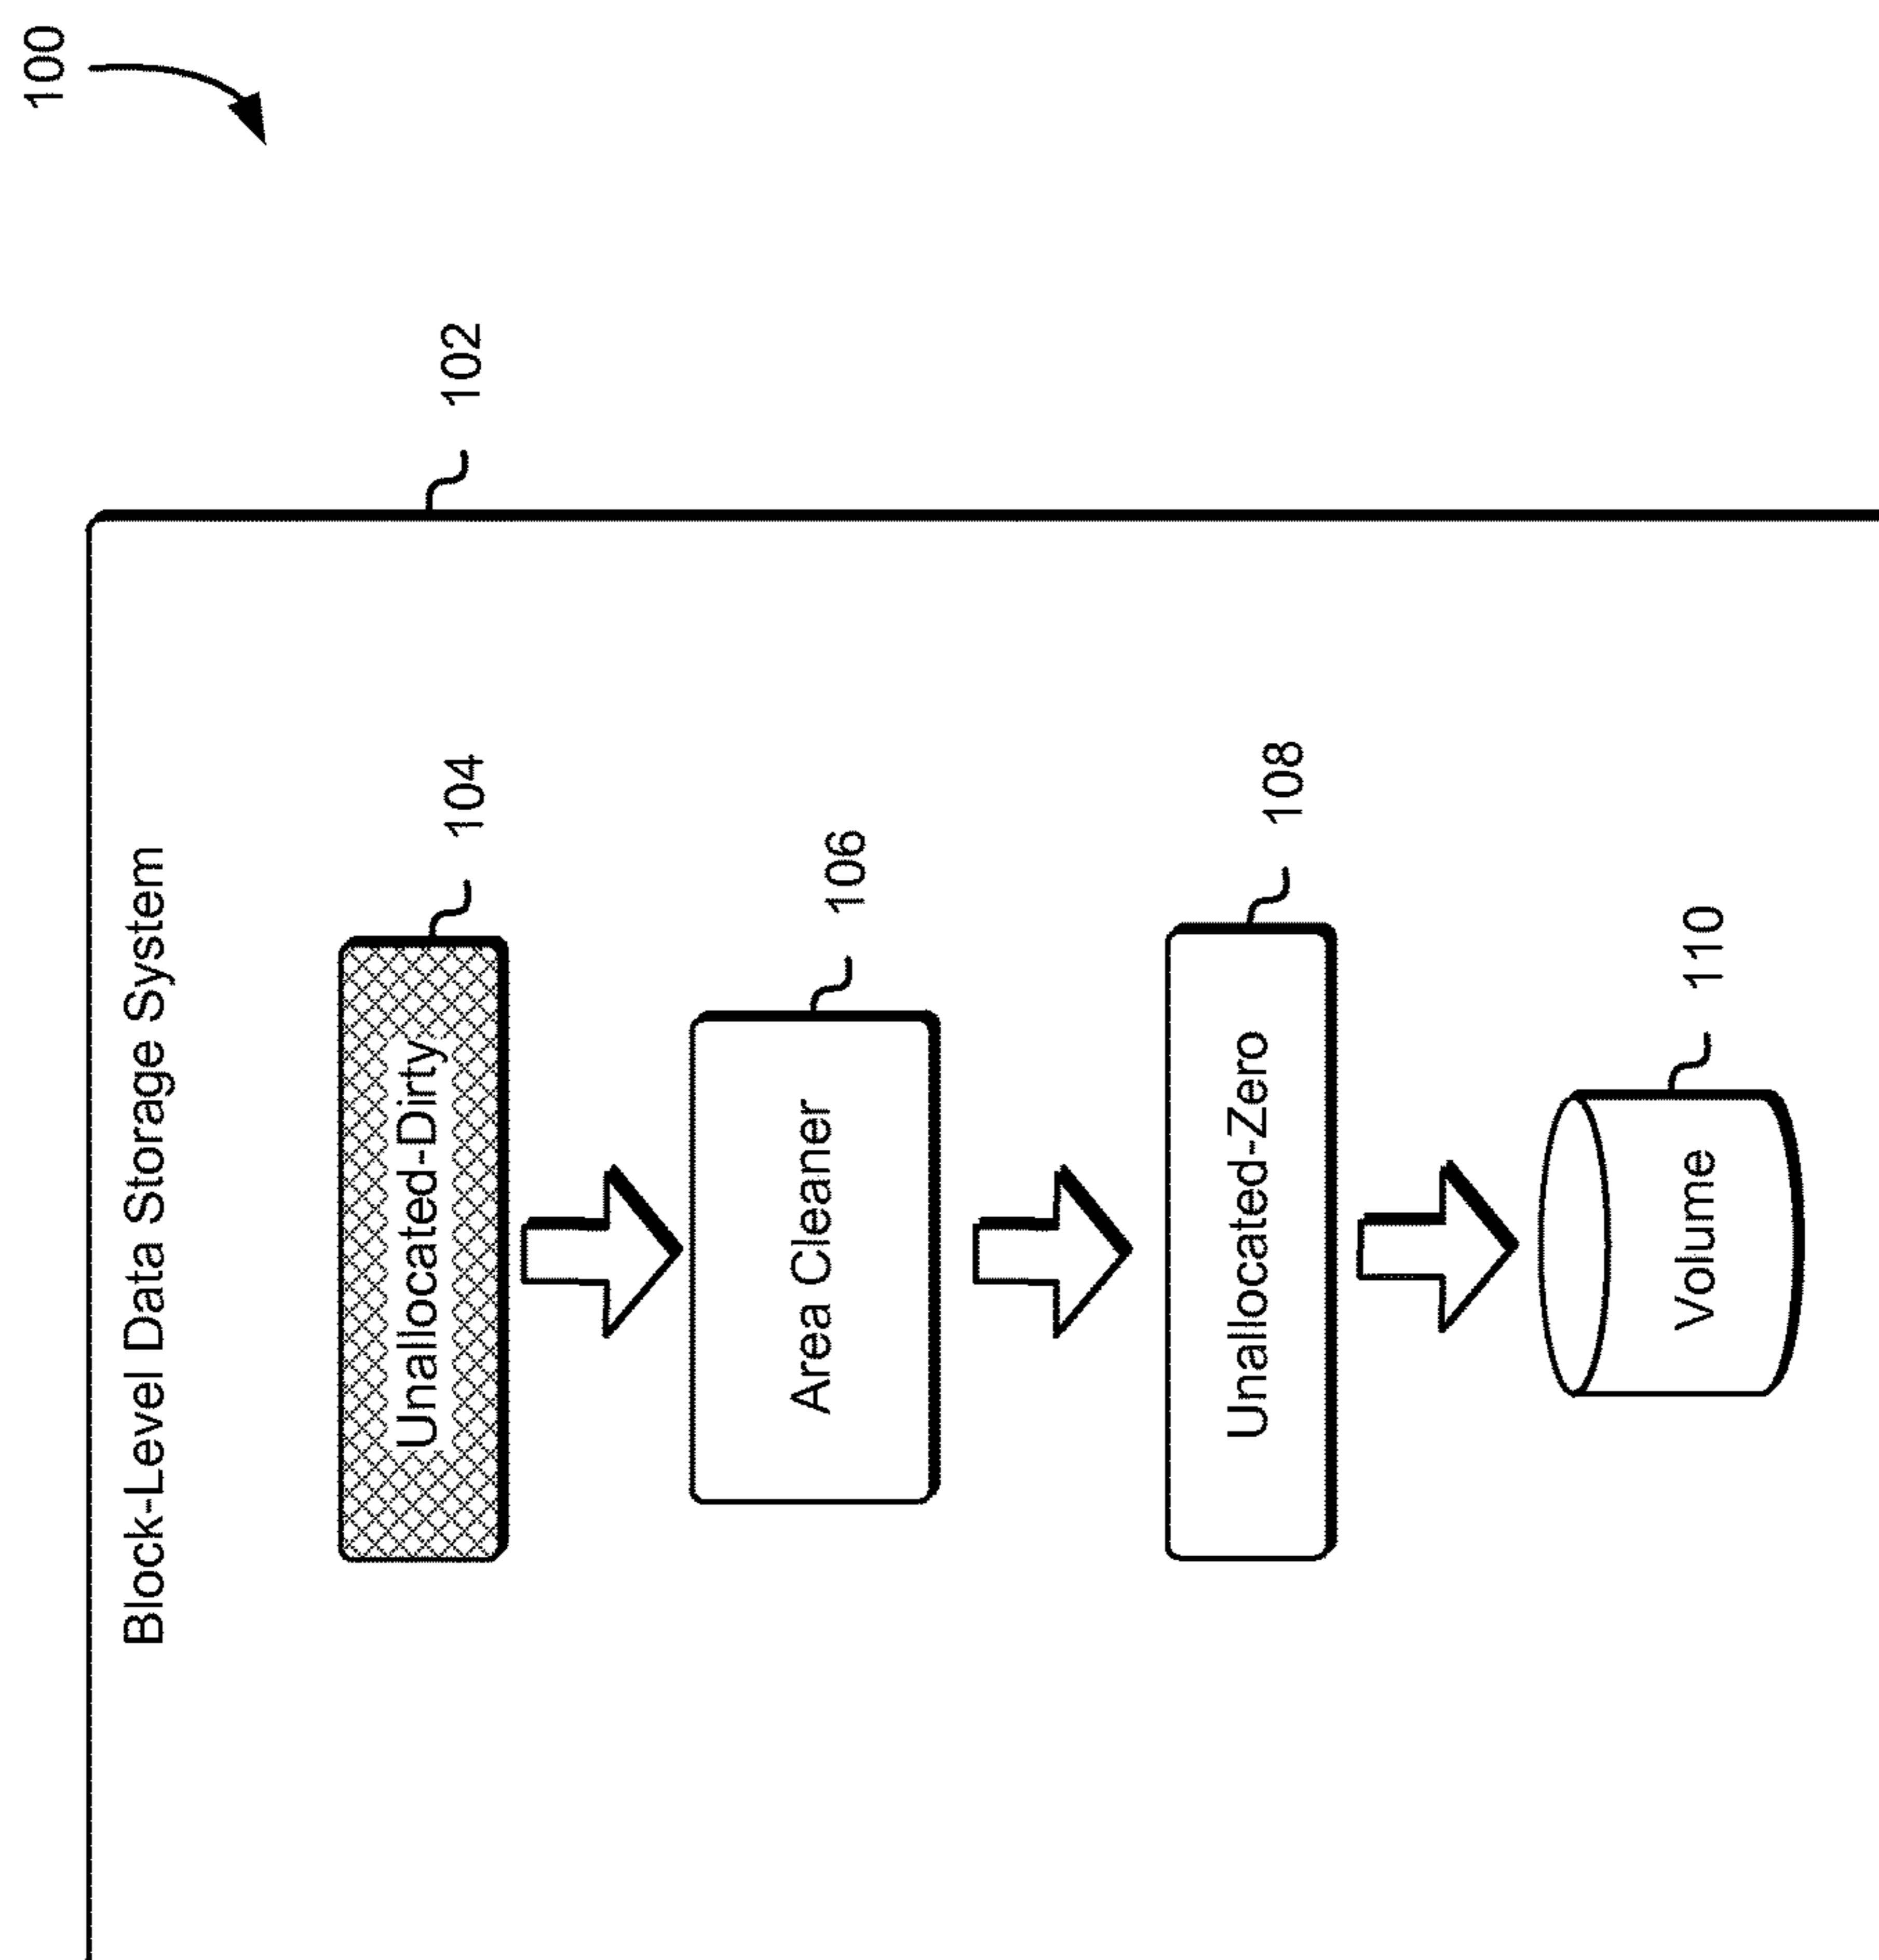 100
102
Block-Level Data Storage System
104
Unallocated-Dirty
106
Area Cleaner
108
Unallocated-Zero
110
Volume